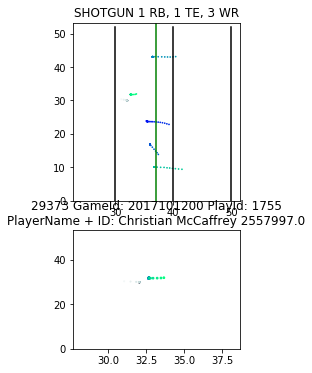 SHOTGUN 1 RB, 1 TE, 3 WR
50
40
30
20
10
0
30 40 50
29373 GameId: 2017101200 PlayId: 1755
PlayerName + ID: Christian McCaffrey 2557997.0
40
20
0
30.0 32.5 35.0 37.5